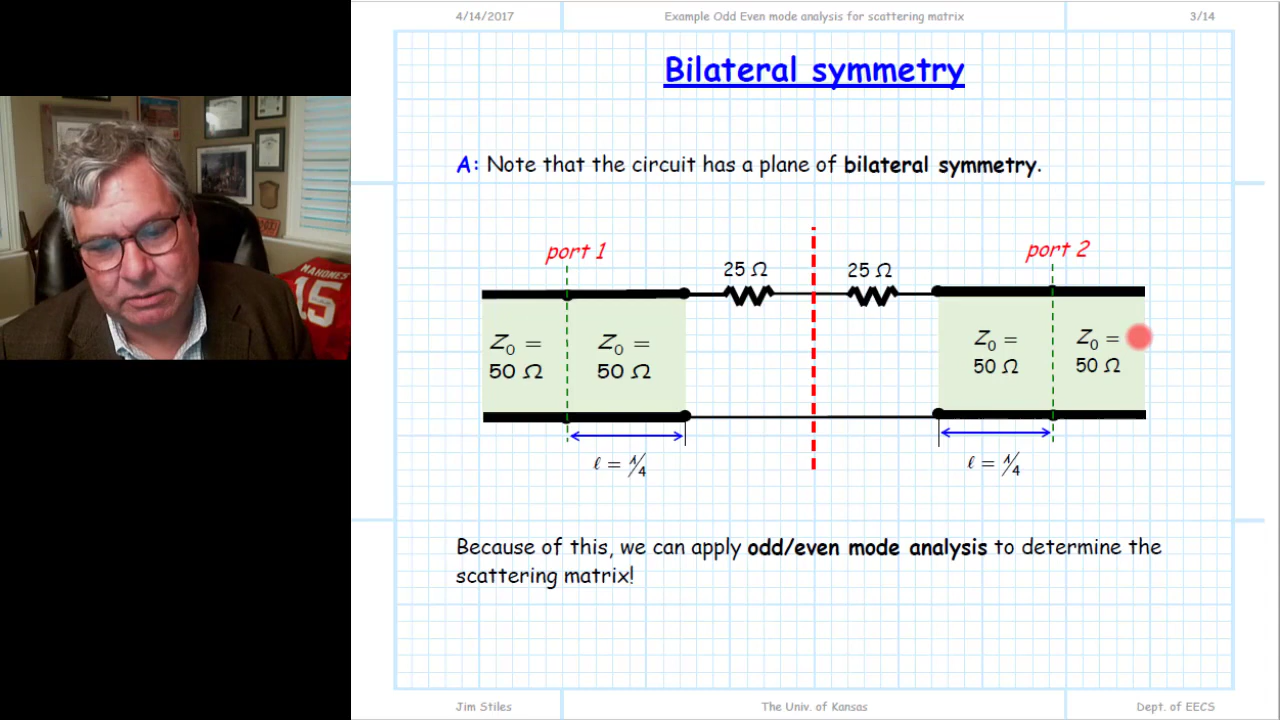 4/14/2017 Example Odd Even mode analysis for scattering matrix 3/14
Bilateral symmetry
A: Note that the circuit has a plane of bilateral symmetry.
port 1
port 2
25 Ω 25 Ω
Z0 =
50 Ω
Z0 =
50 Ω
Z0 =
50 Ω
Z0 =
50 Ω
ℓ = λ/4
ℓ = λ/4
Because of this, we can apply odd/even mode analysis to determine the
scattering matrix!
Jim Stiles The Univ. of Kansas Dept. of EECS
MAHOMES
15